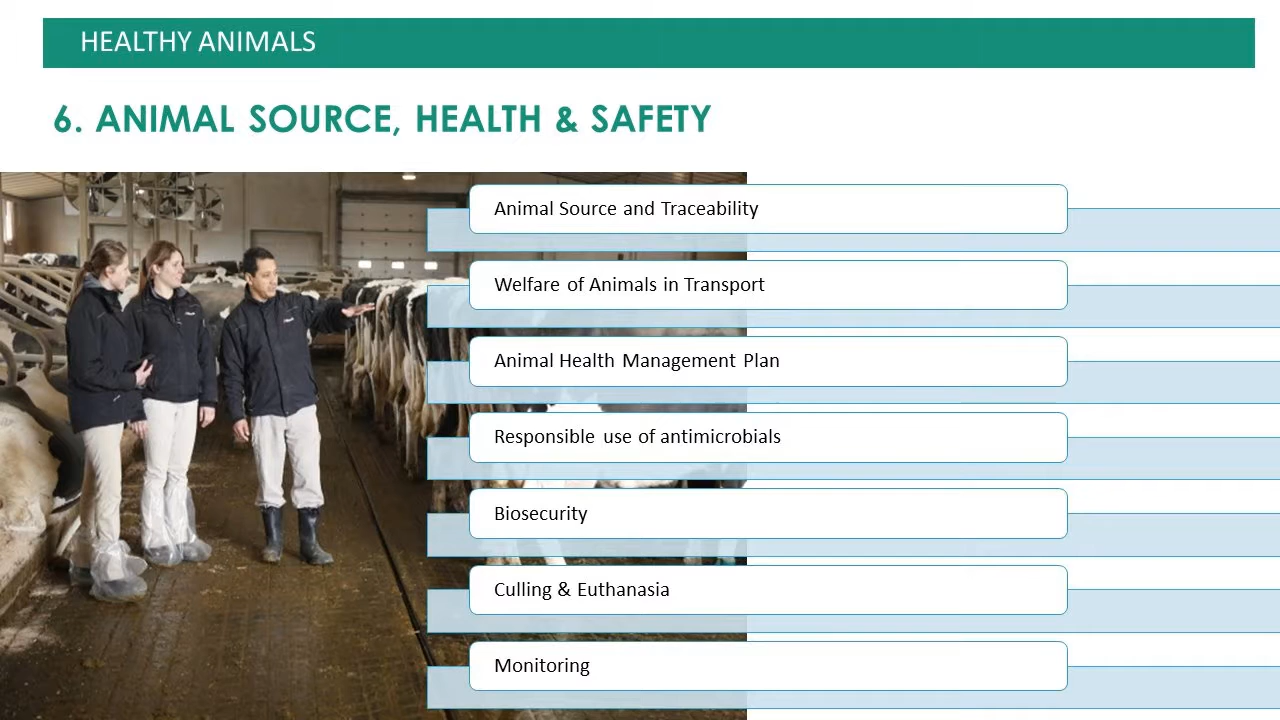 HEALTHY ANIMALS
6. ANIMAL SOURCE, HEALTH & SAFETY
Animal Source and Traceability
Welfare of Animals in Transport
Animal Health Management Plan
Responsible use of antimicrobials
Biosecurity
Culling & Euthanasia
Monitoring